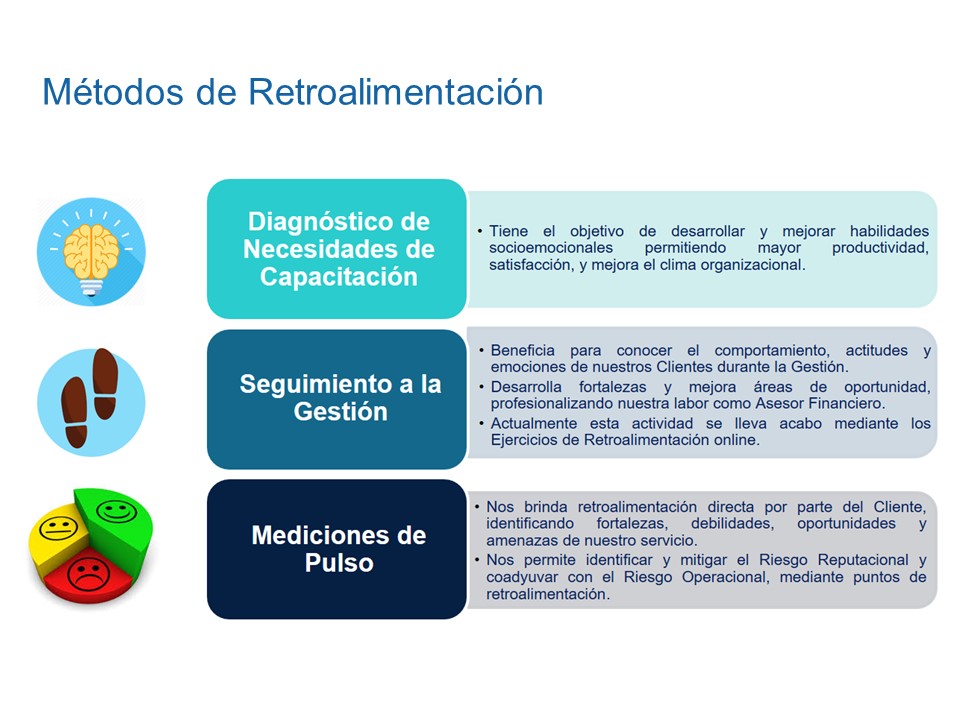 Métodos de Retroalimentación
Diagnóstico de
Necesidades de
Capacitación
• Tiene el objetivo de desarrollar y mejorar habilidades
socioemocionales permitiendo mayor productividad,
satisfacción, y mejora el clima organizacional.
Seguimiento a la
Gestión
• Beneficia para conocer el comportamiento, actitudes y
emociones de nuestros Clientes durante la Gestión.
• Desarrolla fortalezas y mejora áreas de oportunidad,
profesionalizando nuestra labor como Asesor Financiero.
• Actualmente esta actividad se lleva acabo mediante los
Ejercicios de Retroalimentación online.
Mediciones de
Pulso
• Nos brinda retroalimentación directa por parte del Cliente,
identificando fortalezas, debilidades, oportunidades y
amenazas de nuestro servicio.
• Nos permite identificar y mitigar el Riesgo Reputacional y
coadyuvar con el Riesgo Operacional, mediante puntos de
retroalimentación.